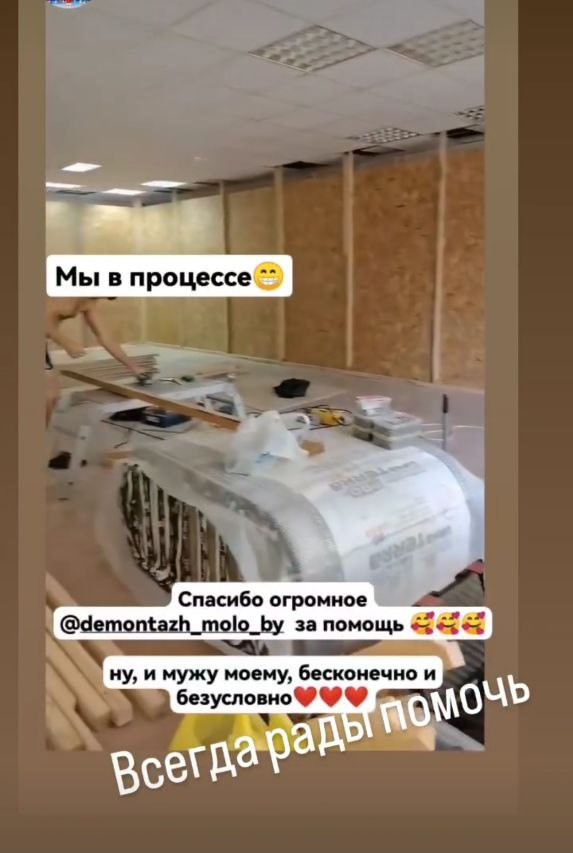 Мы в процессе😁
Спасибо огромное
@demontazh_molo_by за помощь 🥰🥰🥰
ну, и мужу моему, бесконечно и
безусловно❤️❤️❤️
Всегда рады помочь